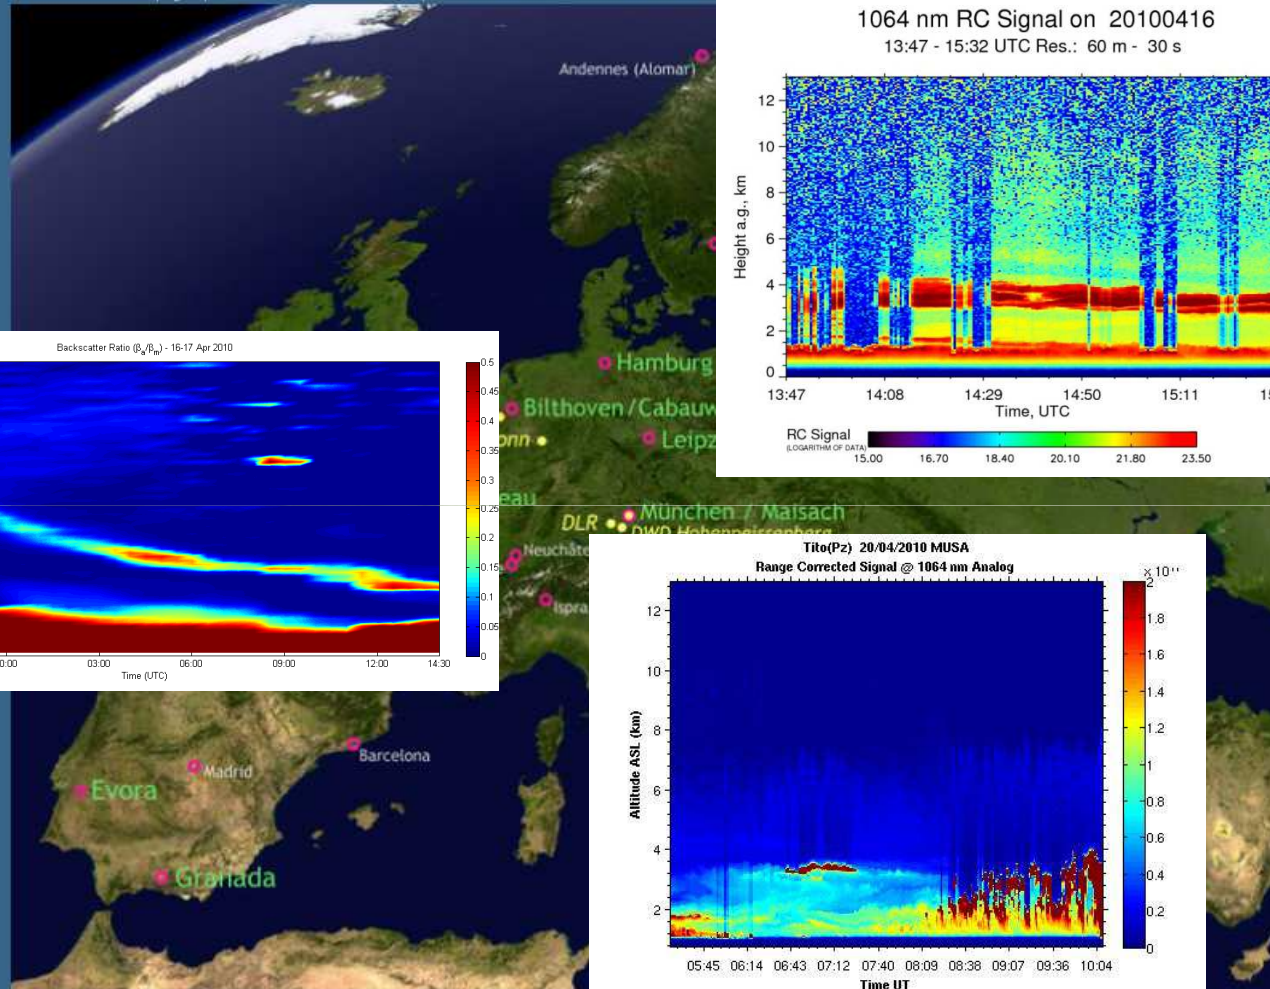 1064 nm RC Signal on 20100416
13:47 - 15:32 UTC Res.: 60 m - 30 s
Height a.g., km
12
10
8
6
4
2
0
13:47 14:08 14:29 14:50 15:11
Time, UTC
RC Signal
(LOGARITHM OF DATA)
15.00 16.70 18.40 20.10 21.80 23.50
Andennes (Alomar)
Hamburg
Bilthoven/Cabauw
Leipz
München / Maisach
DLR
DWD Hohenpeissenberg
Neuchâte
Ispra
Backscatter Ratio (βa/βm) - 16-17 Apr 2010
0.5
0.45
0.4
0.35
0.3
0.25
0.2
0.15
0.1
0.05
0
0:00 03:00 06:00 09:00 12:00 14:30
Time (UTC)
Barcelona
Madrid
Evora
Granada
Tito(Pz) 20/04/2010 MUSA
Range Corrected Signal @ 1064 nm Analog
Altitude ASL (km)
12
10
8
6
4
2
05:45 06:14 06:43 07:12 07:40 08:09 08:38 09:07 09:36 10:04
Time UT
2
1.8
1.6
1.4
1.2
1
0.8
0.6
0.4
0.2
0